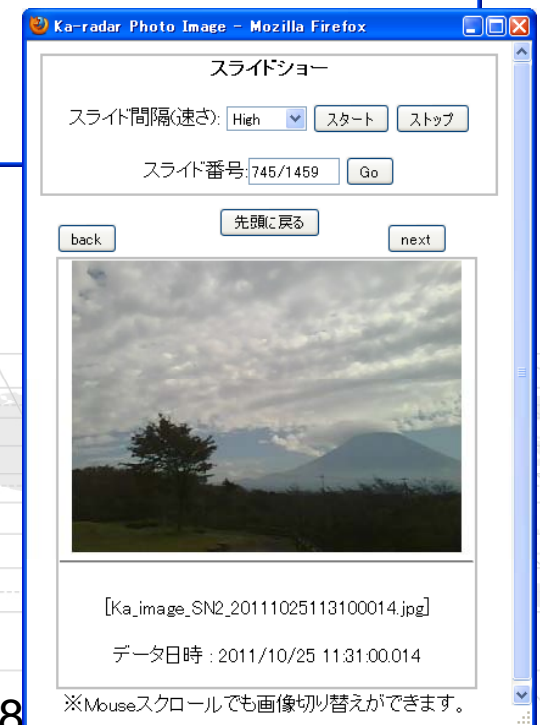 Ka-radar Photo Image - Mozilla Firefox
スライドショー
スライド間隔(速さ): High スタート ストップ
スライド番号:745/1459 Go
先頭に戻る
back next
[Ka_image_SN2_20111025113100014.jpg]
データ日時 : 2011/10/25 11:31:00.014
※Mouseスクロールでも画像切り替えができます。
8